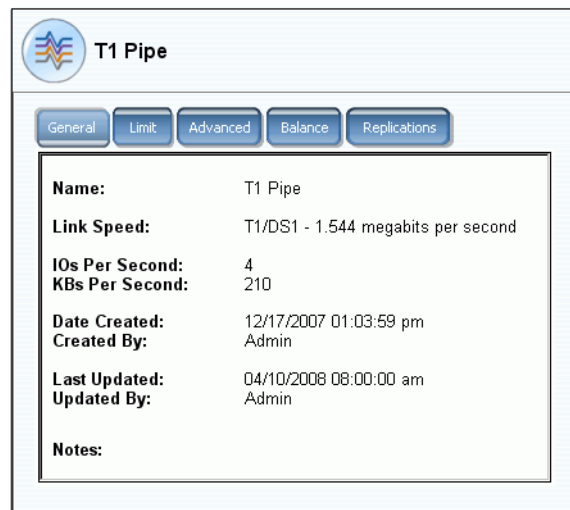 T1 Pipe
General Limit Advanced Balance Replications
Name: T1 Pipe
Link Speed: T1/DS1 - 1.544 megabits per second
IOs Per Second: 4
KBs Per Second: 210
Date Created: 12/17/2007 01:03:59 pm
Created By: Admin
Last Updated: 04/10/2008 08:00:00 am
Updated By: Admin
Notes: